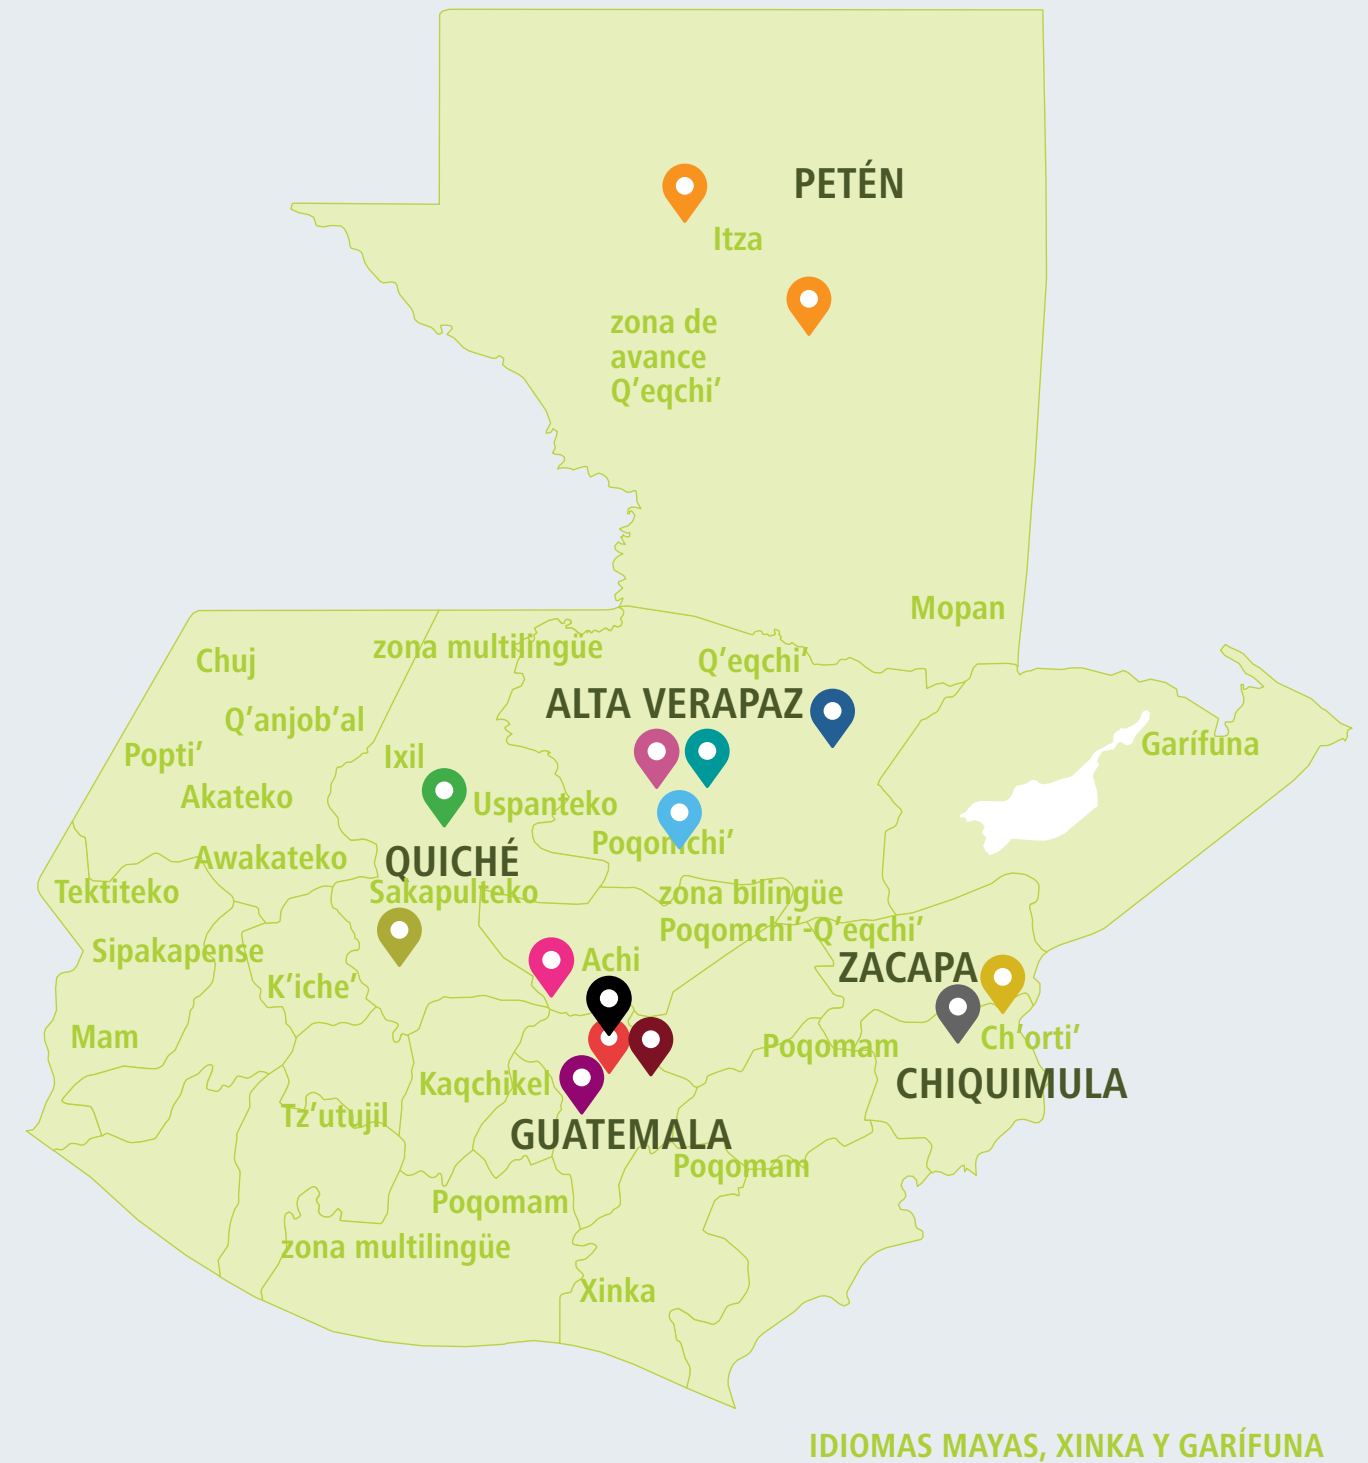 PETÉN
Itza
zona de
avance
Q’eqchi’
Mopan
zona multilingüe
Chuj
Q’eqchi’
ALTA VERAPAZ
Q’anjob’al
Popti’
Ixil
Garífuna
Akateko
Uspanteko
Poqomchi’
Awakateko
QUICHÉ
Tektiteko
Sakapulteko
zona bilingüe
Poqomchi’-Q’eqchi’
Sipakapense
Achi
ZACAPA
K’iche’
Mam
Poqomam
Ch’orti’
Kaqchikel
CHIQUIMULA
Tz’utujil
GUATEMALA
Poqomam
Poqomam
zona multilingüe
Xinka
IDIOMAS MAYAS, XINKA Y GARÍFUNA